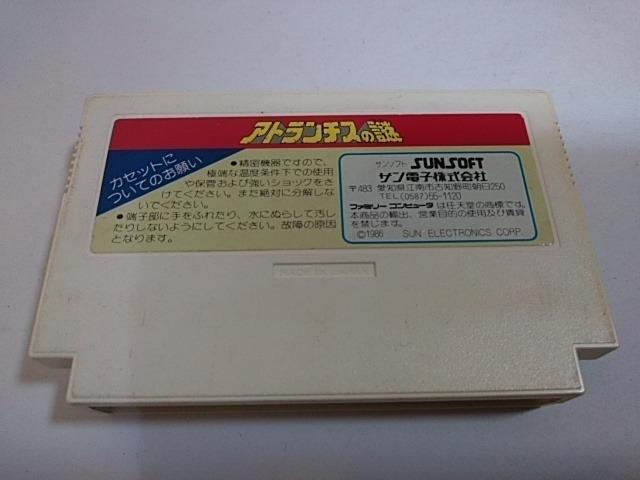 アトランチスの謎
カセットに
ついてのお願い
●精密機器ですので、
極端な温度条件下での使用
や保管および強いショックをさ
けてください。また絶対に分解しな
いでください。
●端子部に手をふれたり、水にぬらして汚し
たりしないようにしてください。故障の原因
となります。
サンソフト SUNSOFT
サン電子株式会社
〒483 愛知県江南市古知野町朝日250
TEL(0587)55-1120
ファミリーコンピュータは任天堂の商標です。
本商品の輸出、営業目的の使用及び賃貸
を禁じます。
©1986 SUN ELECTRONICS CORP.
MADE IN JAPAN